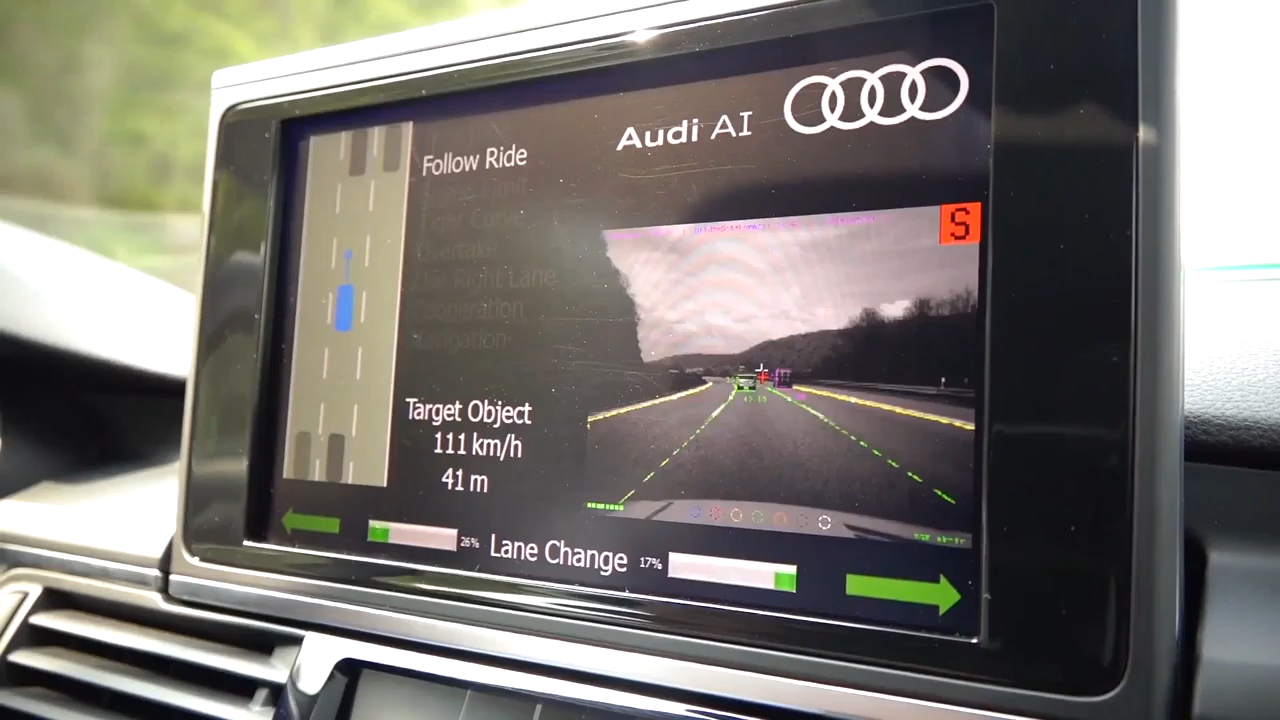 Audi AI
Follow Ride
Speed Limit
Tight Curve
Overtake
Use Right Lane
Cooperation
Navigation
S
Target Object
111 km/h
41 m
26%
Lane Change
17%